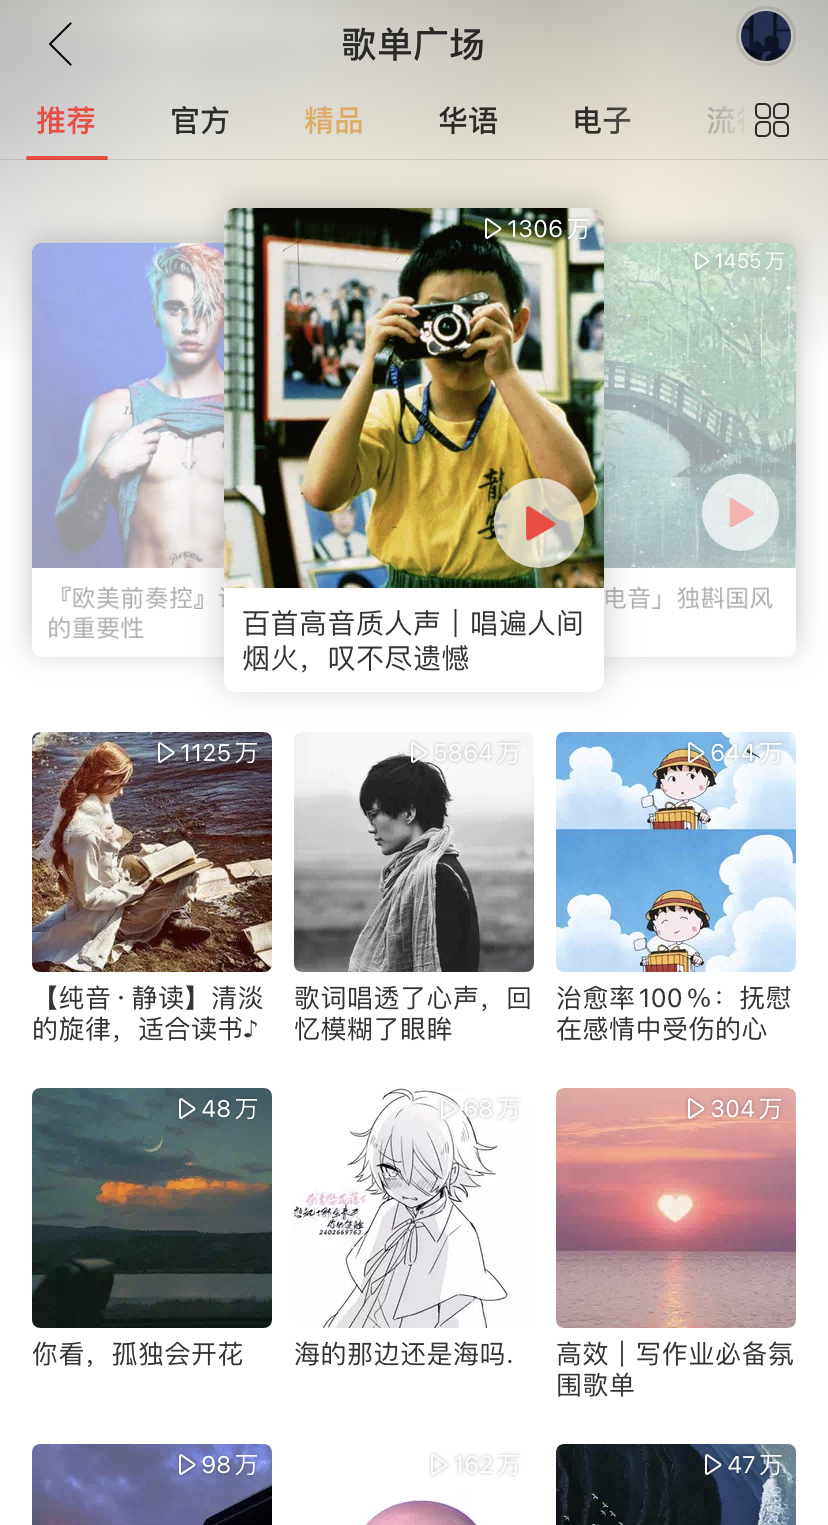 歌单广场
推荐
官方
精品
华语
电子
1306万
1455万
龍
安
『欧美前奏控』
的重要性
百首高音质人声｜唱遍人间
烟火，叹不尽遗憾
电音」独斟国风
1125万
5864万
644万
【纯音·静读】清淡
的旋律，适合读书♪
歌词唱透了心声，回
忆模糊了眼眸
治愈率100%：抚慰
在感情中受伤的心
48万
68万
304万
2402669763
你看，孤独会开花
海的那边还是海吗.
高效｜写作业必备氛
围歌单
98万
162万
47万